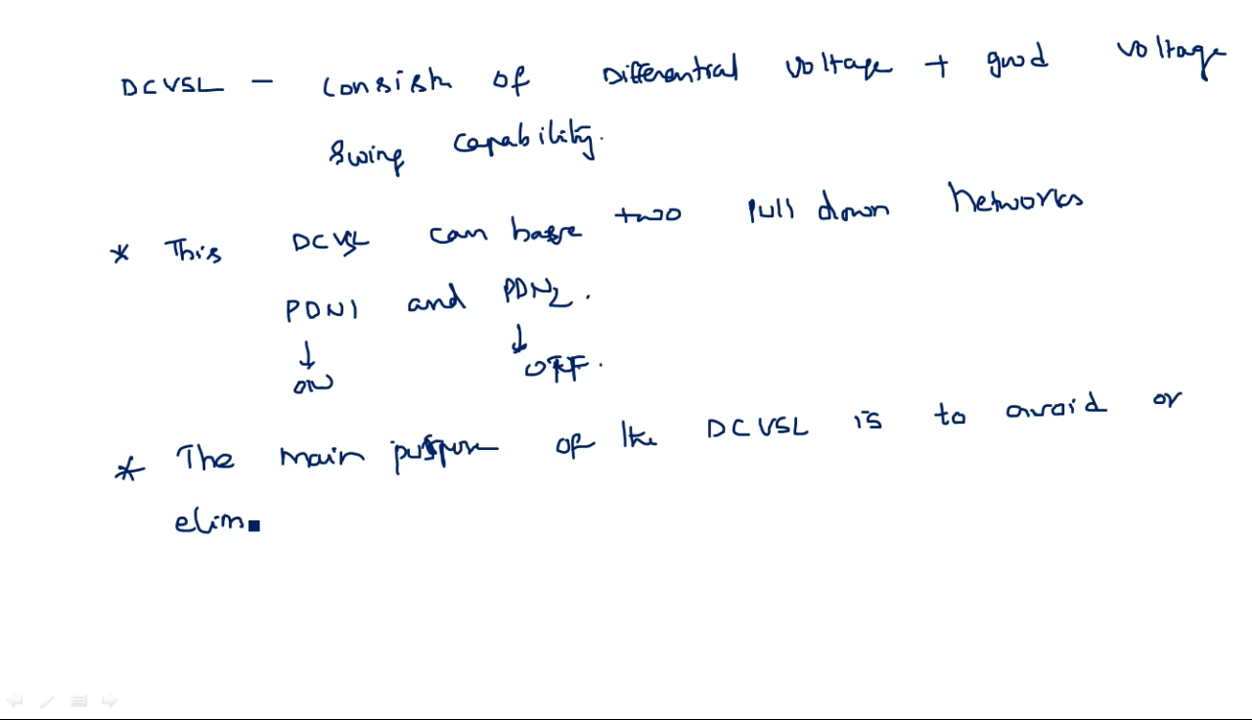 DCVSL - Consists of Differential voltage + good voltage
swing capability.
* This DCVSL can have two pull down networks
PDN1 and PDN2.
↓ ↓
ON OFF.
* The main purpose of the DCVSL is to avoid or
elim